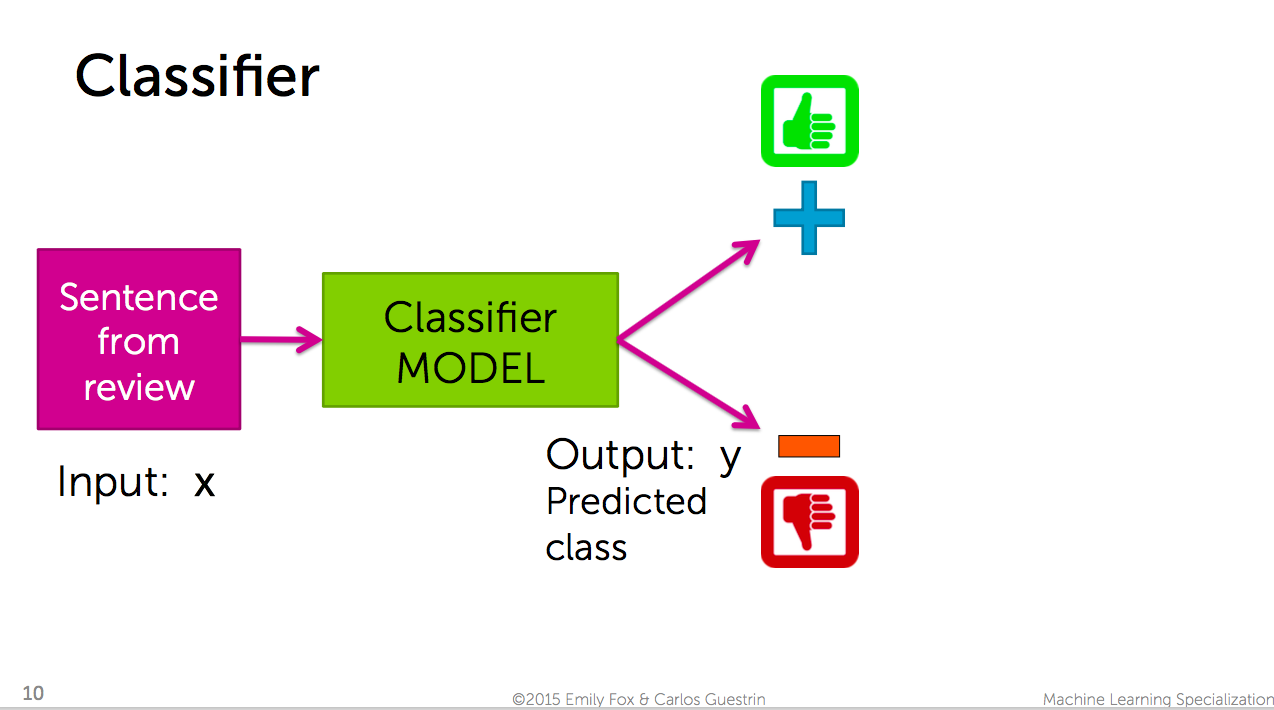 Classifier
Sentence
from
review
Classifier
MODEL
Input: x
Output: y
Predicted
class
10
©2015 Emily Fox & Carlos Guestrin
Machine Learning Specialization